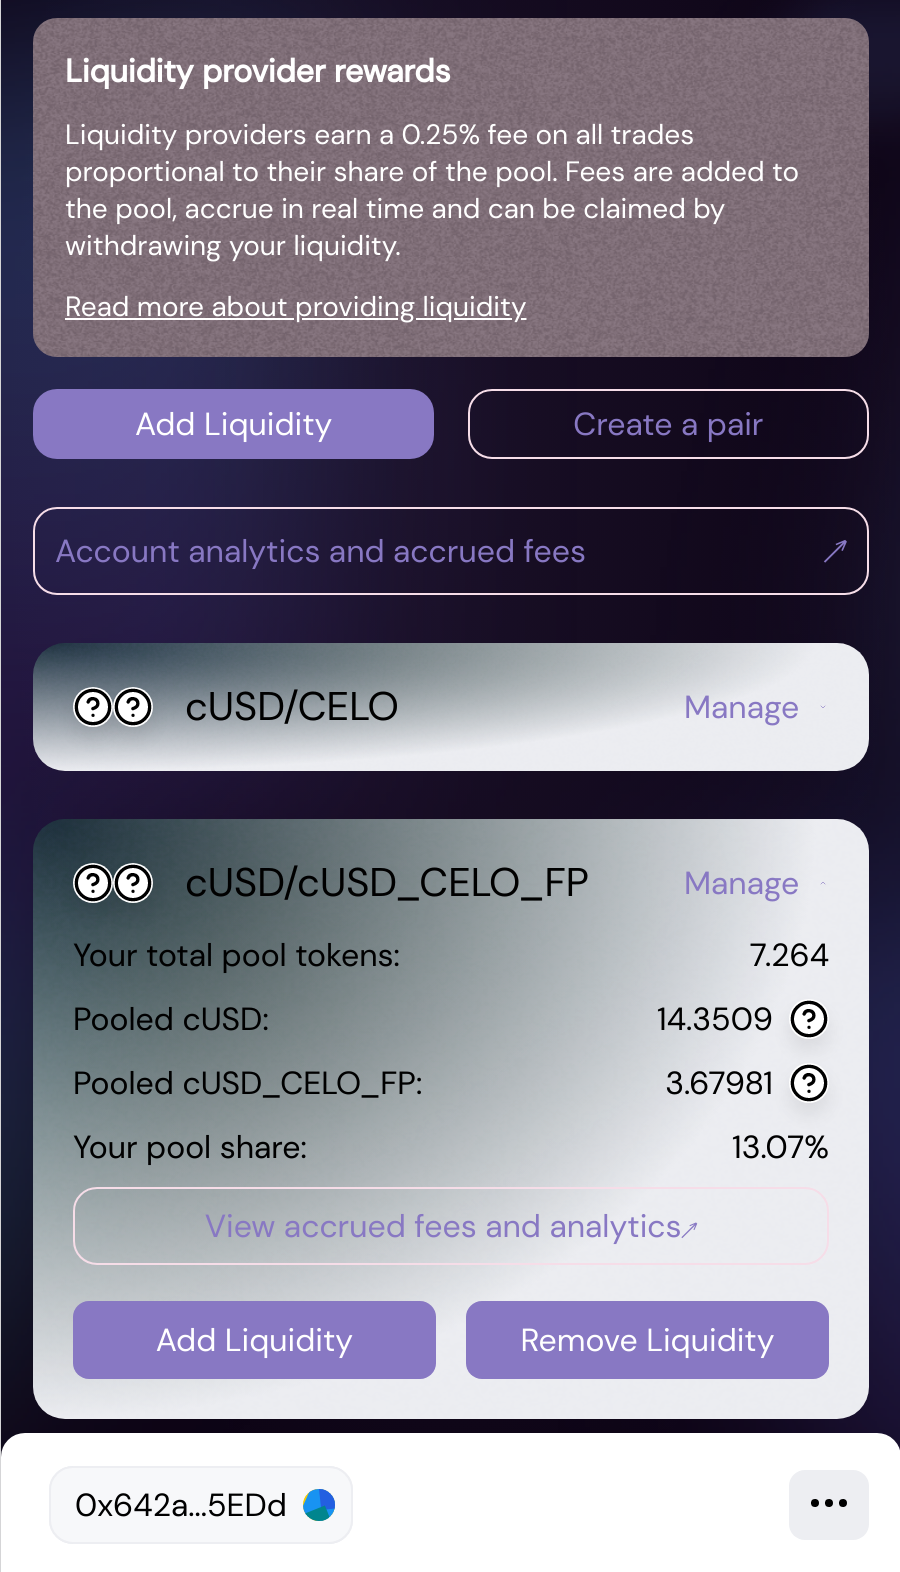 Liquidity provider rewards
Liquidity providers earn a 0.25% fee on all trades
proportional to their share of the pool. Fees are added to
the pool, accrue in real time and can be claimed by
withdrawing your liquidity.
Read more about providing liquidity
Add Liquidity
Create a pair
Account analytics and accrued fees ↗
cUSD/CELO
Manage
cUSD/cUSD_CELO_FP
Manage
Your total pool tokens: 7.264
Pooled cUSD: 14.3509
Pooled cUSD_CELO_FP: 3.67981
Your pool share: 13.07%
View accrued fees and analytics↗
Add Liquidity
Remove Liquidity
0x642a...5EDd